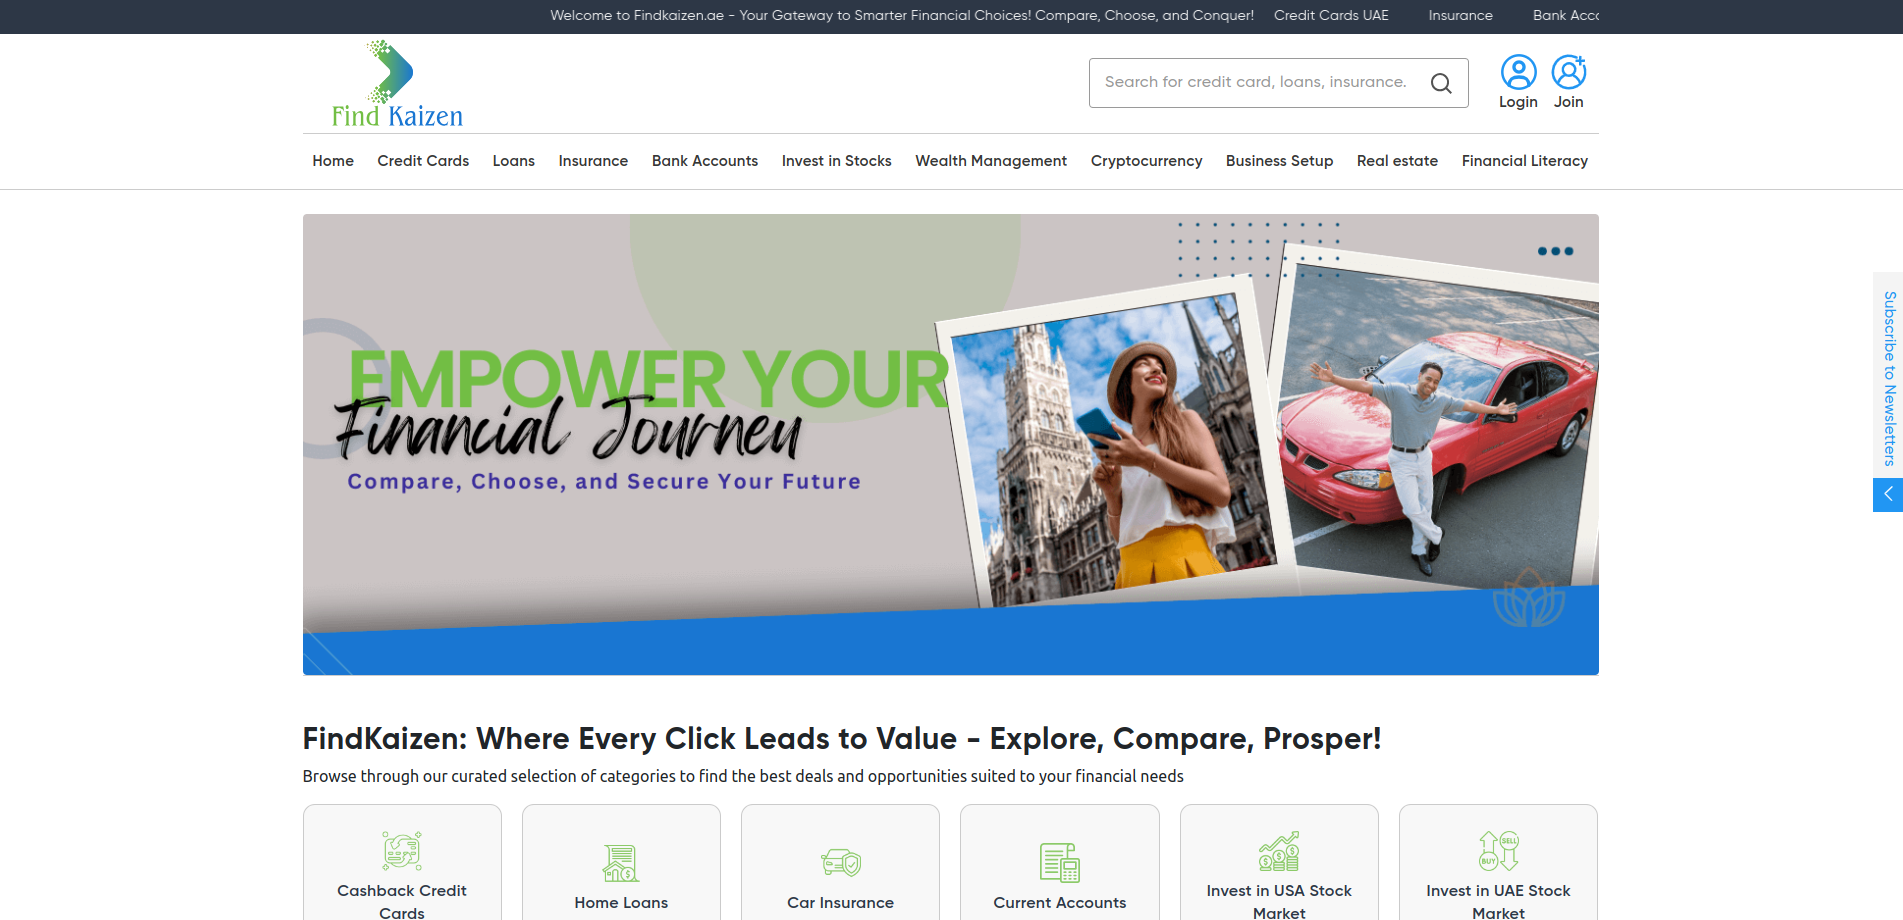 Welcome to Findkaizen.ae - Your Gateway to Smarter Financial Choices! Compare, Choose, and Conquer! Credit Cards UAE Insurance Bank Acco
Find Kaizen
Search for credit card, loans, insurance.
Login Join
Home Credit Cards Loans Insurance Bank Accounts Invest in Stocks Wealth Management Cryptocurrency Business Setup Real estate Financial Literacy
EMPOWER YOUR
Financial Journey
Compare, Choose, and Secure Your Future
Subscribe to Newsletters
FindKaizen: Where Every Click Leads to Value - Explore, Compare, Prosper!
Browse through our curated selection of categories to find the best deals and opportunities suited to your financial needs
Cashback Credit
Cards
Home Loans
Car Insurance
Current Accounts
Invest in USA Stock
Market
SELL
BUY
Invest in UAE Stock
Market